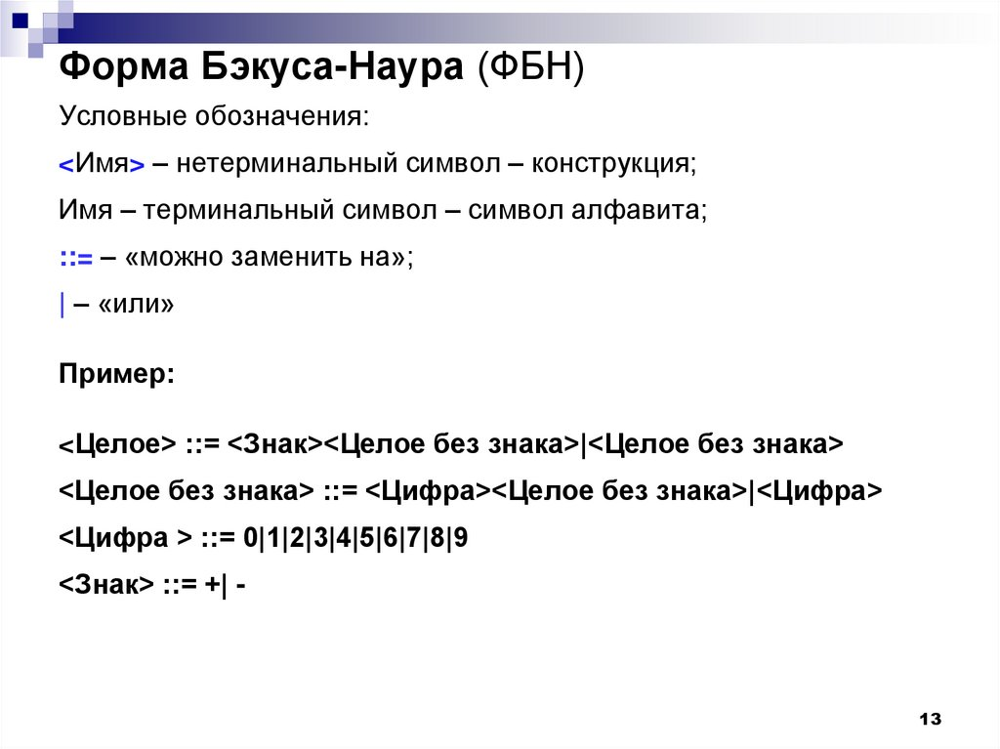 Форма Бэкуса-Наура (ФБН)
Условные обозначения:
<Имя> – нетерминальный символ – конструкция;
Имя – терминальный символ – символ алфавита;
::= – «можно заменить на»;
| – «или»
Пример:
<Целое> ::= <Знак><Целое без знака>|<Целое без знака>
<Целое без знака> ::= <Цифра><Целое без знака>|<Цифра>
<Цифра > ::= 0|1|2|3|4|5|6|7|8|9
<Знак> ::= +| -
13